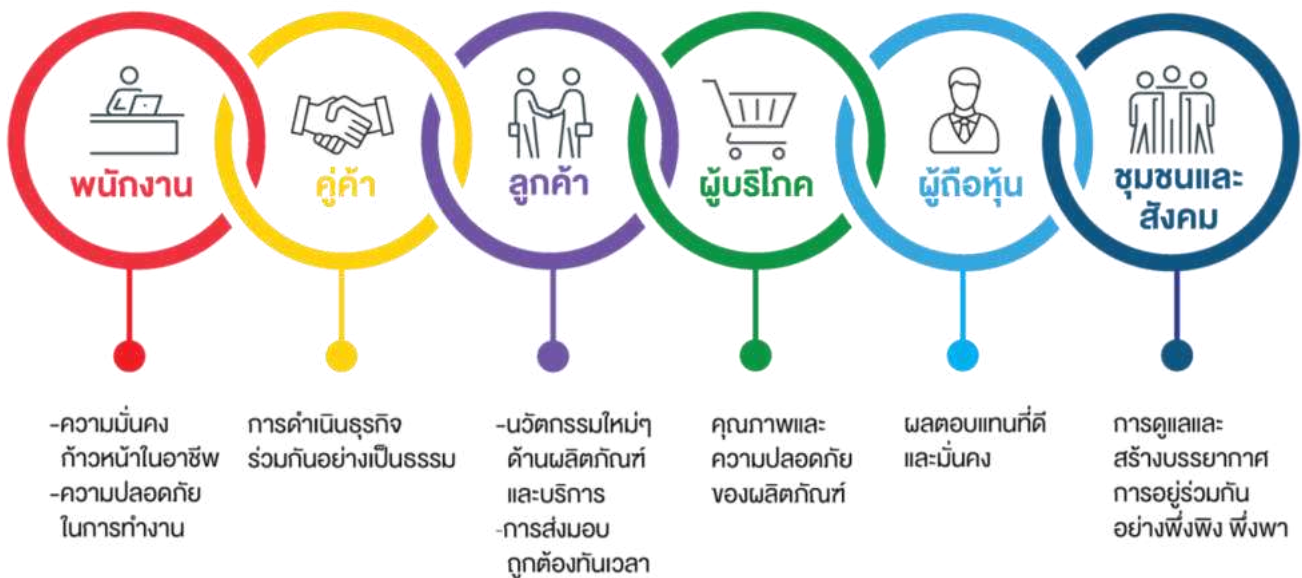 พนักงาน
คู่ค้า
ลูกค้า
ผู้บริโภค
ผู้ถือหุ้น
ชุมชนและ
สังคม
-ความมั่นคง
ก้าวหน้าในอาชีพ
-ความปลอดภัย
ในการทำงาน
การดำเนินธุรกิจ
ร่วมกันอย่างเป็นธรรม
-นวัตกรรมใหม่ๆ
ด้านผลิตภัณฑ์
และบริการ
-การส่งมอบ
ถูกต้องทันเวลา
คุณภาพและ
ความปลอดภัย
ของผลิตภัณฑ์
ผลตอบแทนที่ดี
และมั่นคง
การดูแลและ
สร้างบรรยากาศ
การอยู่ร่วมกัน
อย่างพึ่งพิง พึ่งพา